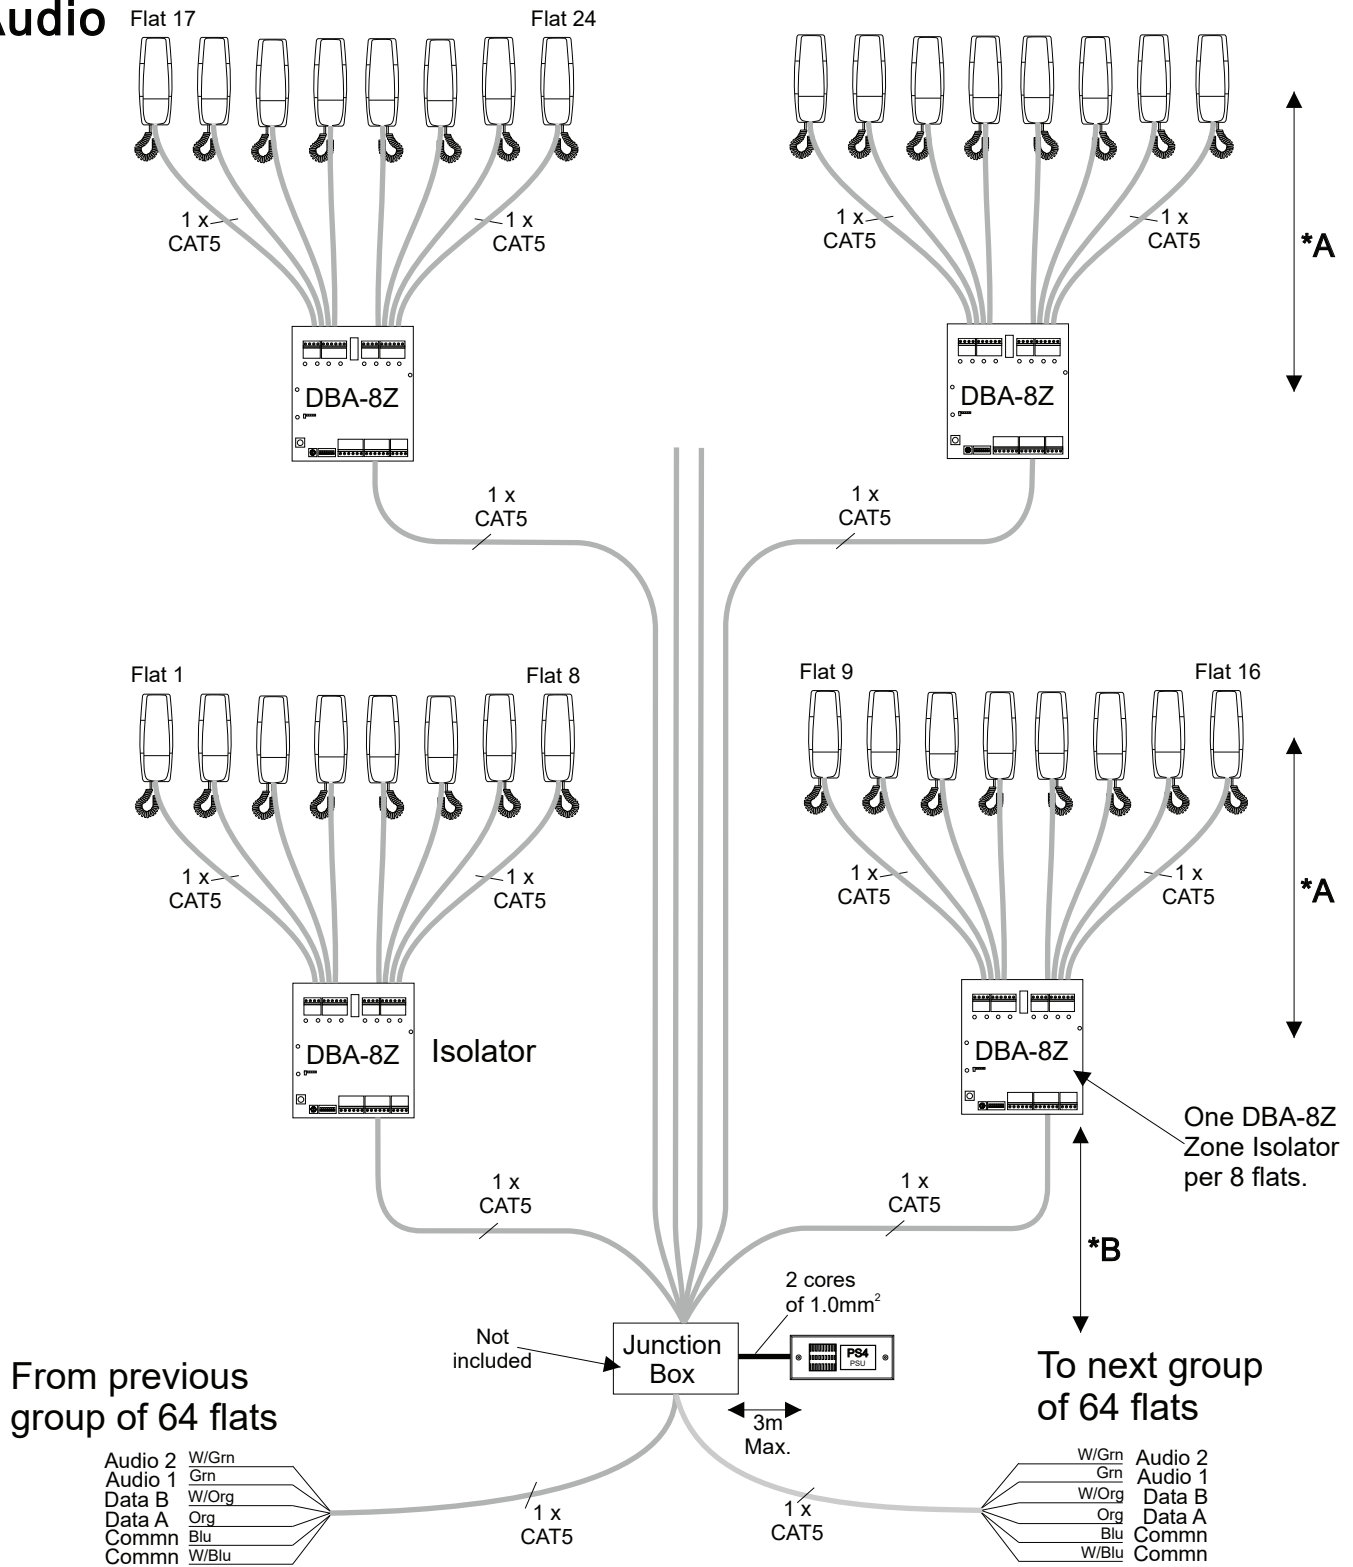 Audio
Flat 17
Flat 24
1 x
CAT5
1 x
CAT5
1 x
CAT5
1 x
CAT5
*A
DBA-8Z
DBA-8Z
1 x
CAT5
1 x
CAT5
Flat 1
Flat 8
Flat 9
Flat 16
1 x
CAT5
1 x
CAT5
1 x
CAT5
1 x
CAT5
*A
DBA-8Z
Isolator
DBA-8Z
One DBA-8Z
Zone Isolator
per 8 flats.
1 x
CAT5
1 x
CAT5
*B
2 cores
of 1.0mm²
Not
included
Junction
Box
PS4
PSU
3m
Max.
From previous
group of 64 flats
To next group
of 64 flats
Audio 2 W/Grn
Audio 1 Grn
Data B W/Org
Data A Org
Commn Blu
Commn W/Blu
1 x
CAT5
1 x
CAT5
W/Grn Audio 2
Grn Audio 1
W/Org Data B
Org Data A
Blu Commn
W/Blu Commn